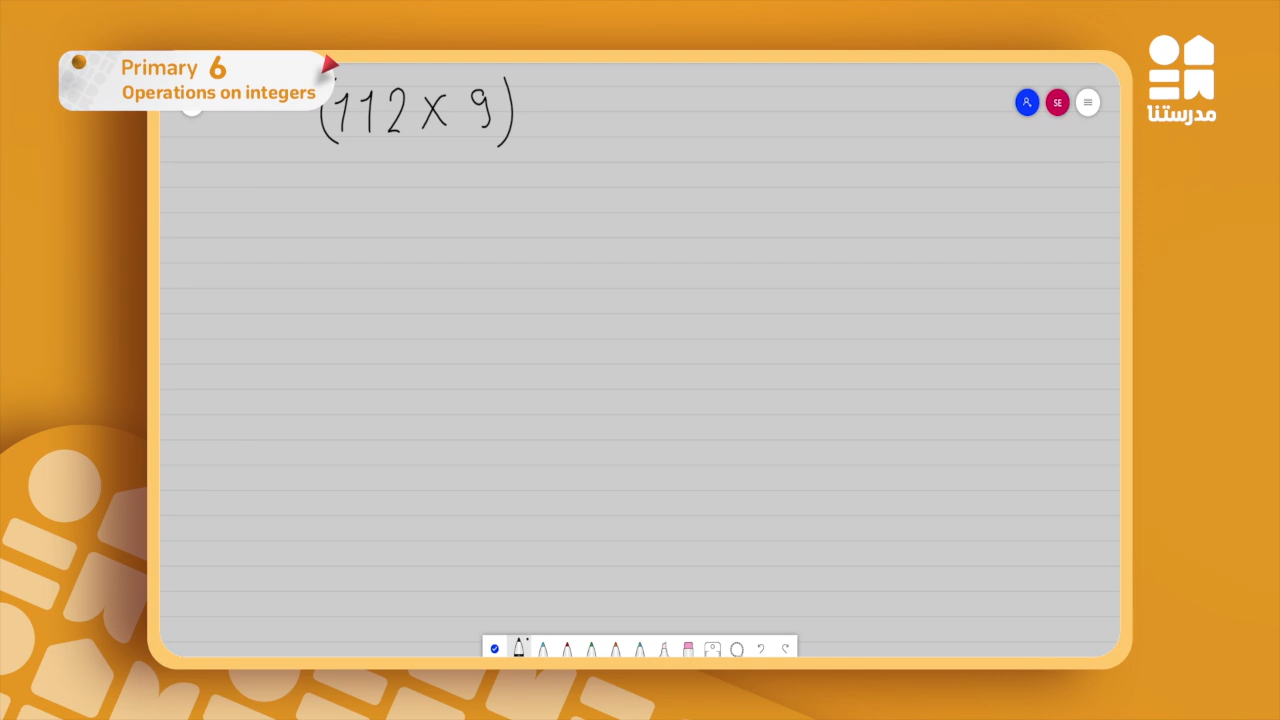 Primary 6
Operations on integers
(112 x 9)
SE
مدرستنا